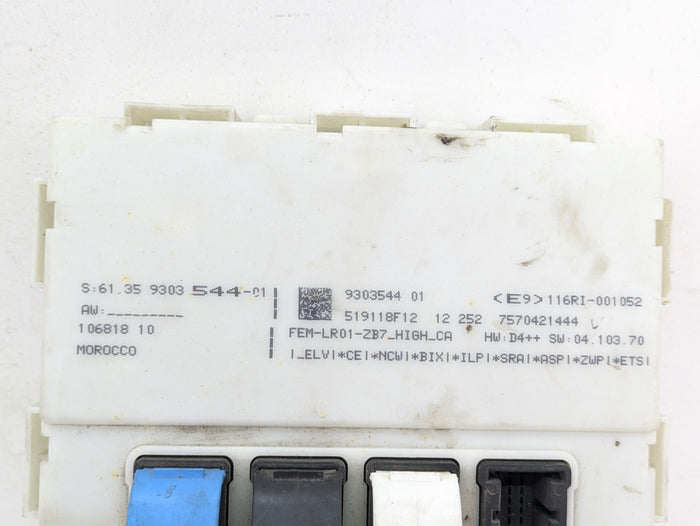 S:61.35 9303 544-01
AW:_________
106818 10
MOROCCO
9303544 01
<E9> 116RI-001052
519118F12 12 252 7570421444
FEM-LR01-ZB7_HIGH_CA HW:D4++ SW:04.103.70
|_ELV|*CE|*NCW|*BIX|*ILP|*SRA|*ASP|*ZWP|*ETS|